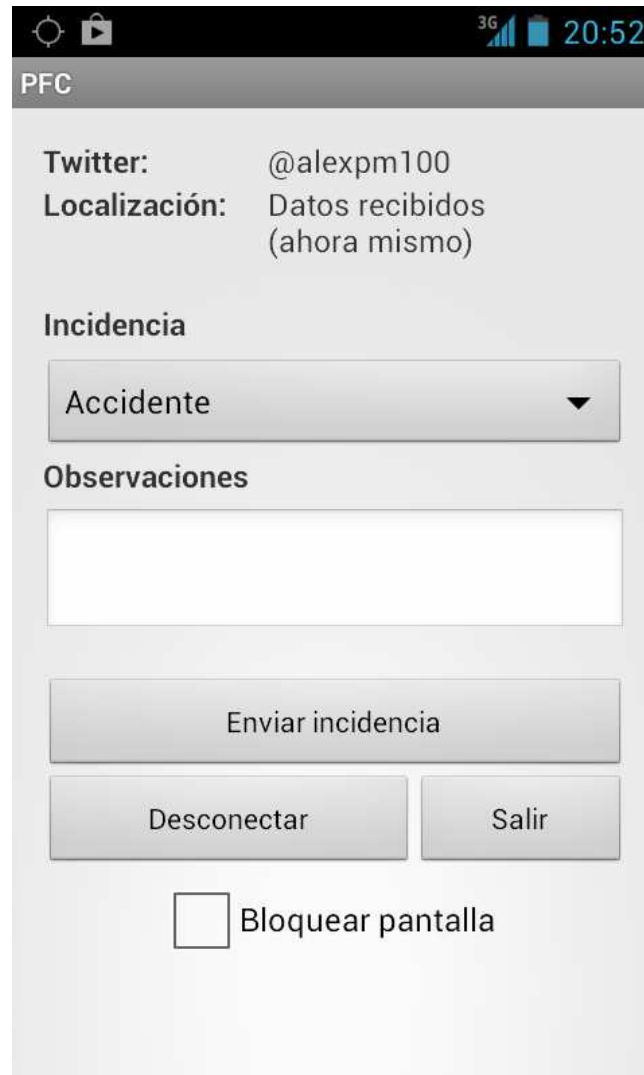 3G 20:52
PFC
Twitter: @alexpm100
Localización: Datos recibidos
(ahora mismo)
Incidencia
Accidente
Observaciones
Enviar incidencia
Desconectar Salir
Bloquear pantalla